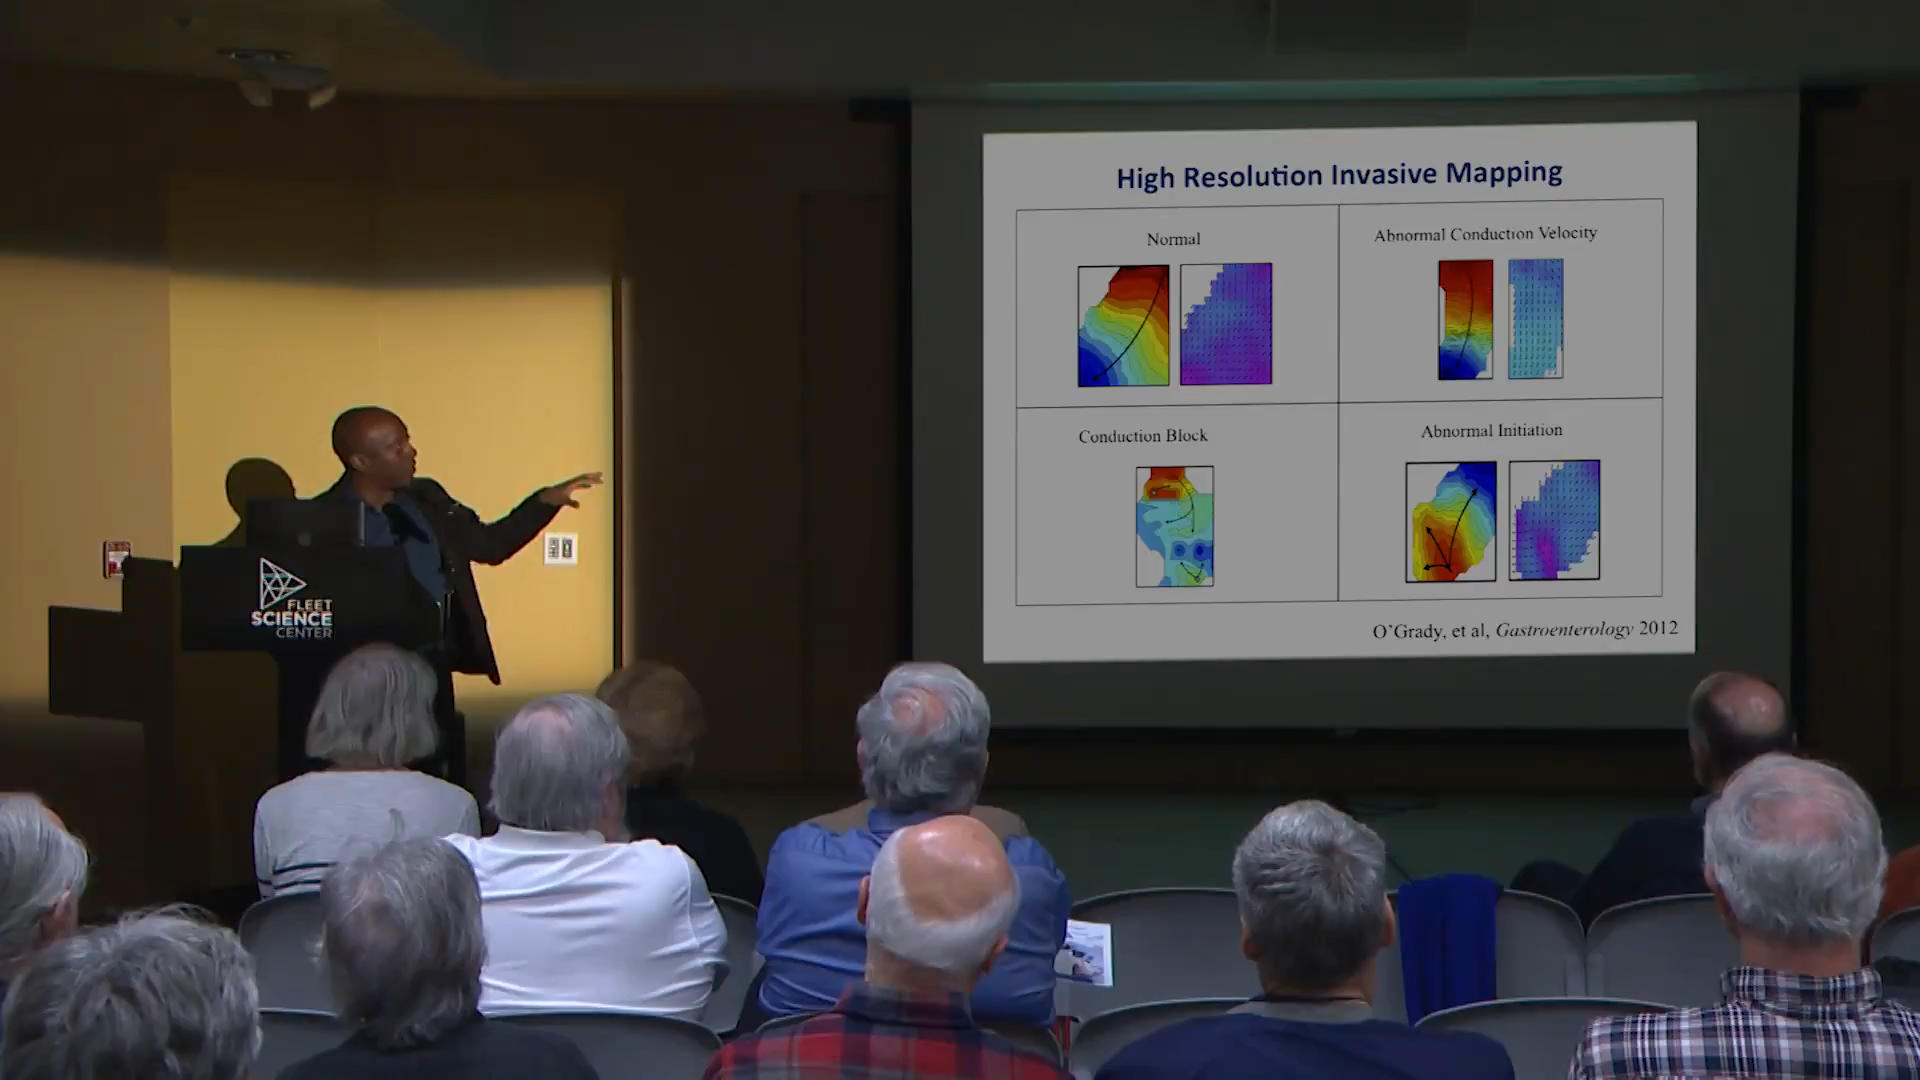 High Resolution Invasive Mapping
Normal
Abnormal Conduction Velocity
Conduction Block
Abnormal Initiation
O'Grady, et al, Gastroenterology 2012
FLEET
SCIENCE
CENTER